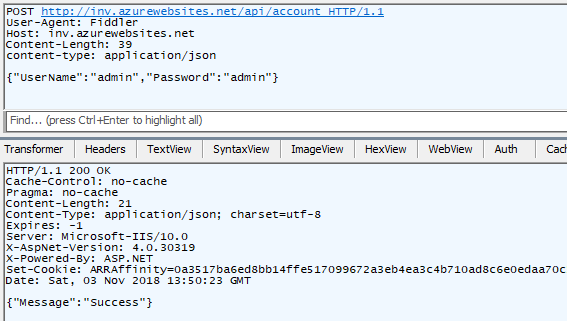 POST http://inv.azurewebsites.net/api/account HTTP/1.1
User-Agent: Fiddler
Host: inv.azurewebsites.net
Content-Length: 39
content-type: application/json
{"UserName":"admin","Password":"admin"}
Find... (press Ctrl+Enter to highlight all)
Transformer Headers TextView SyntaxView ImageView HexView WebView Auth Cach
HTTP/1.1 200 OK
Cache-Control: no-cache
Pragma: no-cache
Content-Length: 21
Content-Type: application/json; charset=utf-8
Expires: -1
Server: Microsoft-IIS/10.0
X-AspNet-Version: 4.0.30319
X-Powered-By: ASP.NET
Set-Cookie: ARRAffinity=0a3517ba6ed8bb14ffe517099672a3eb4ea3c4b710ad8c6e0edaa70c
Date: Sat, 03 Nov 2018 13:50:23 GMT
{"Message":"Success"}